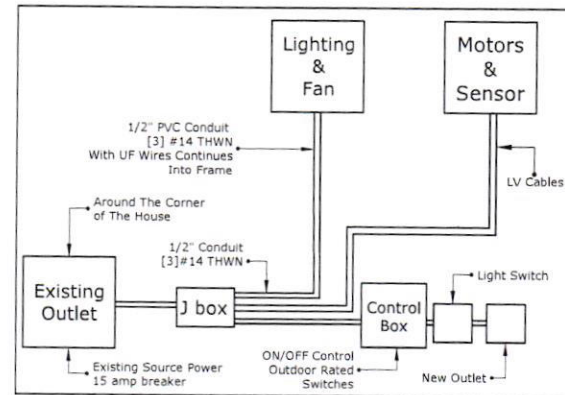 Lighting
&
Fan
Motors
&
Sensor
1/2" PVC Conduit
[3] #14 THWN
With UF Wires Continues
Into Frame
LV Cables
Around The Corner
of The House
1/2" Conduit
[3]#14 THWN
Existing
Outlet
J box
Control
Box
Light Switch
Existing Source Power
15 amp breaker
ON/OFF Control
Outdoor Rated
Switches
New Outlet